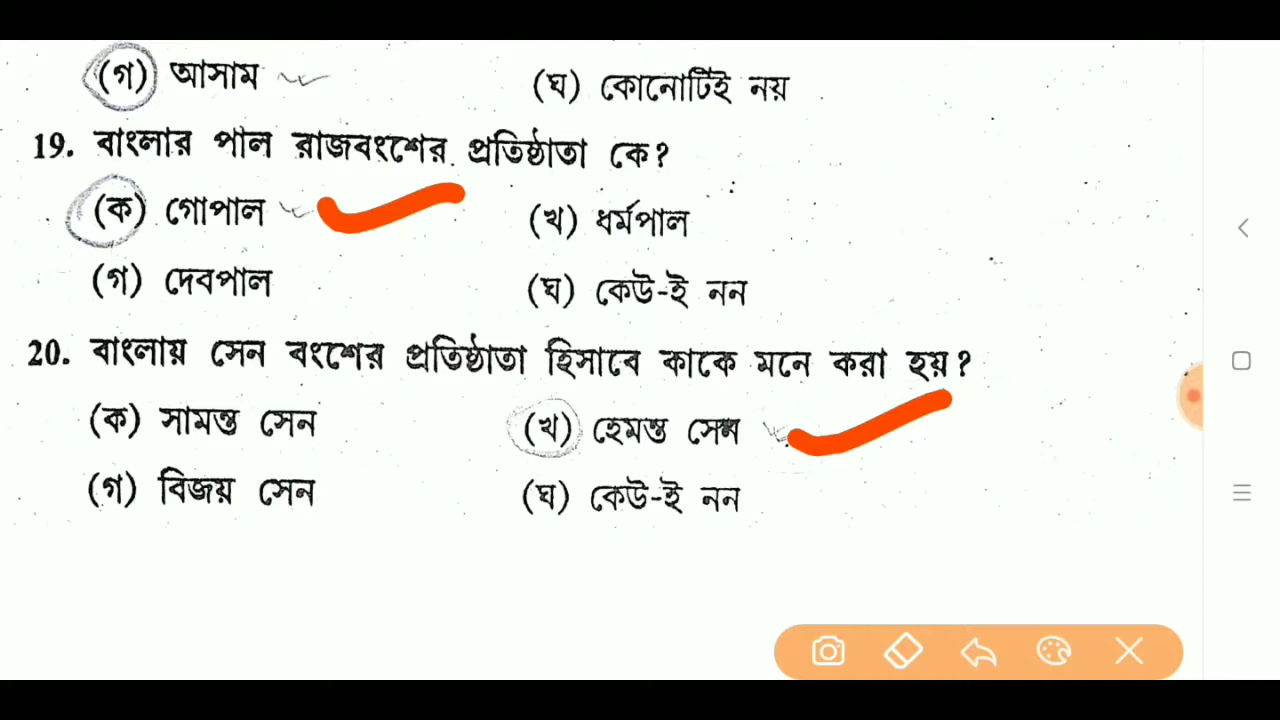 (গ) আসাম (ঘ) কোনোটিই নয়
19. বাংলার পাল রাজবংশের প্রতিষ্ঠাতা কে?
(ক) গোপাল (খ) ধর্মপাল
(গ) দেবপাল (ঘ) কেউ-ই নন
20. বাংলায় সেন বংশের প্রতিষ্ঠাতা হিসাবে কাকে মনে করা হয়?
(ক) সামন্ত সেন (খ) হেমন্ত সেন
(গ) বিজয় সেন (ঘ) কেউ-ই নন